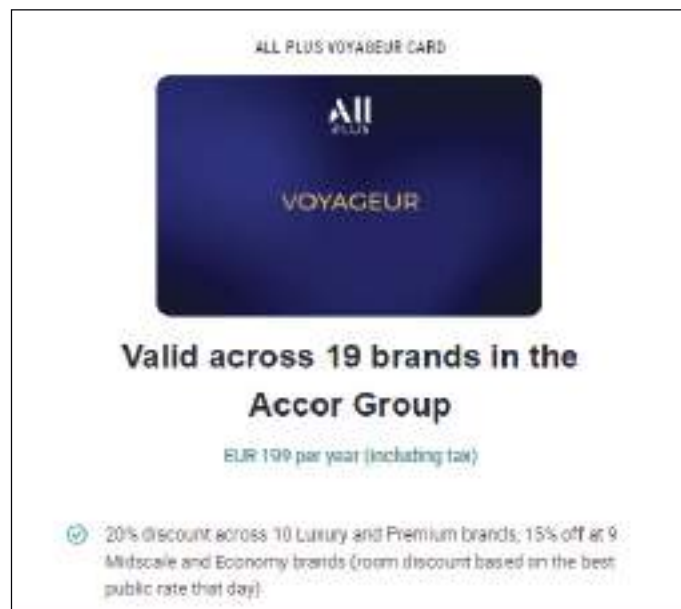 ALL PLUS VOYAGEUR CARD
All
PLUS
VOYAGEUR
Valid across 19 brands in the
Accor Group
EUR 199 per year (including tax)
20% discount across 10 Luxury and Premium brands; 15% off at 9
Midscale and Economy brands (room discount based on the best
public rate that day)